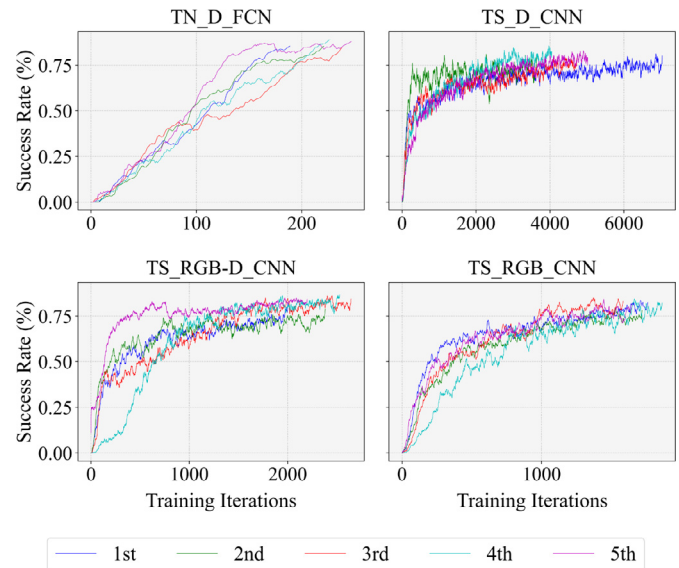 TN_D_FCN
TS_D_CNN
Success Rate (%)
0.75
0.50
0.25
0.00
0
100
200
0
2000
4000
6000
TS_RGB-D_CNN
TS_RGB_CNN
Success Rate (%)
0.75
0.50
0.25
0.00
0
1000
2000
0
1000
Training Iterations
Training Iterations
1st 2nd 3rd 4th 5th